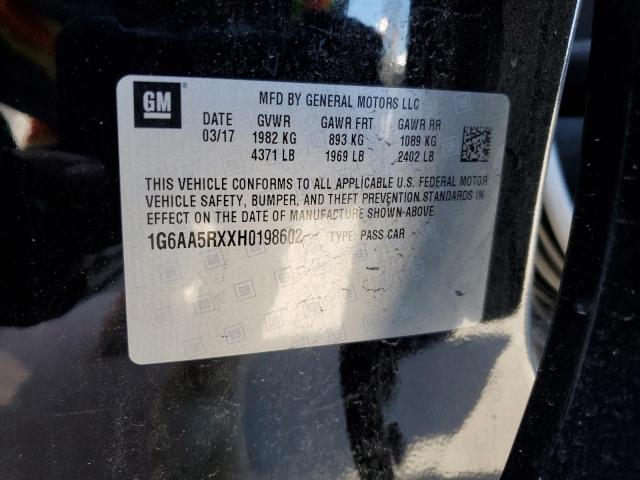 GM ®
MFD BY GENERAL MOTORS LLC
DATE GVWR GAWR FRT GAWR RR
03/17 1982 KG 893 KG 1089 KG
4371 LB 1969 LB 2402 LB
THIS VEHICLE CONFORMS TO ALL APPLICABLE U.S. FEDERAL MOTOR
VEHICLE SAFETY, BUMPER, AND THEFT PREVENTION STANDARDS IN
EFFECT ON THE DATE OF MANUFACTURE SHOWN ABOVE.
1G6AA5RXXH0198602 TYPE: PASS CAR